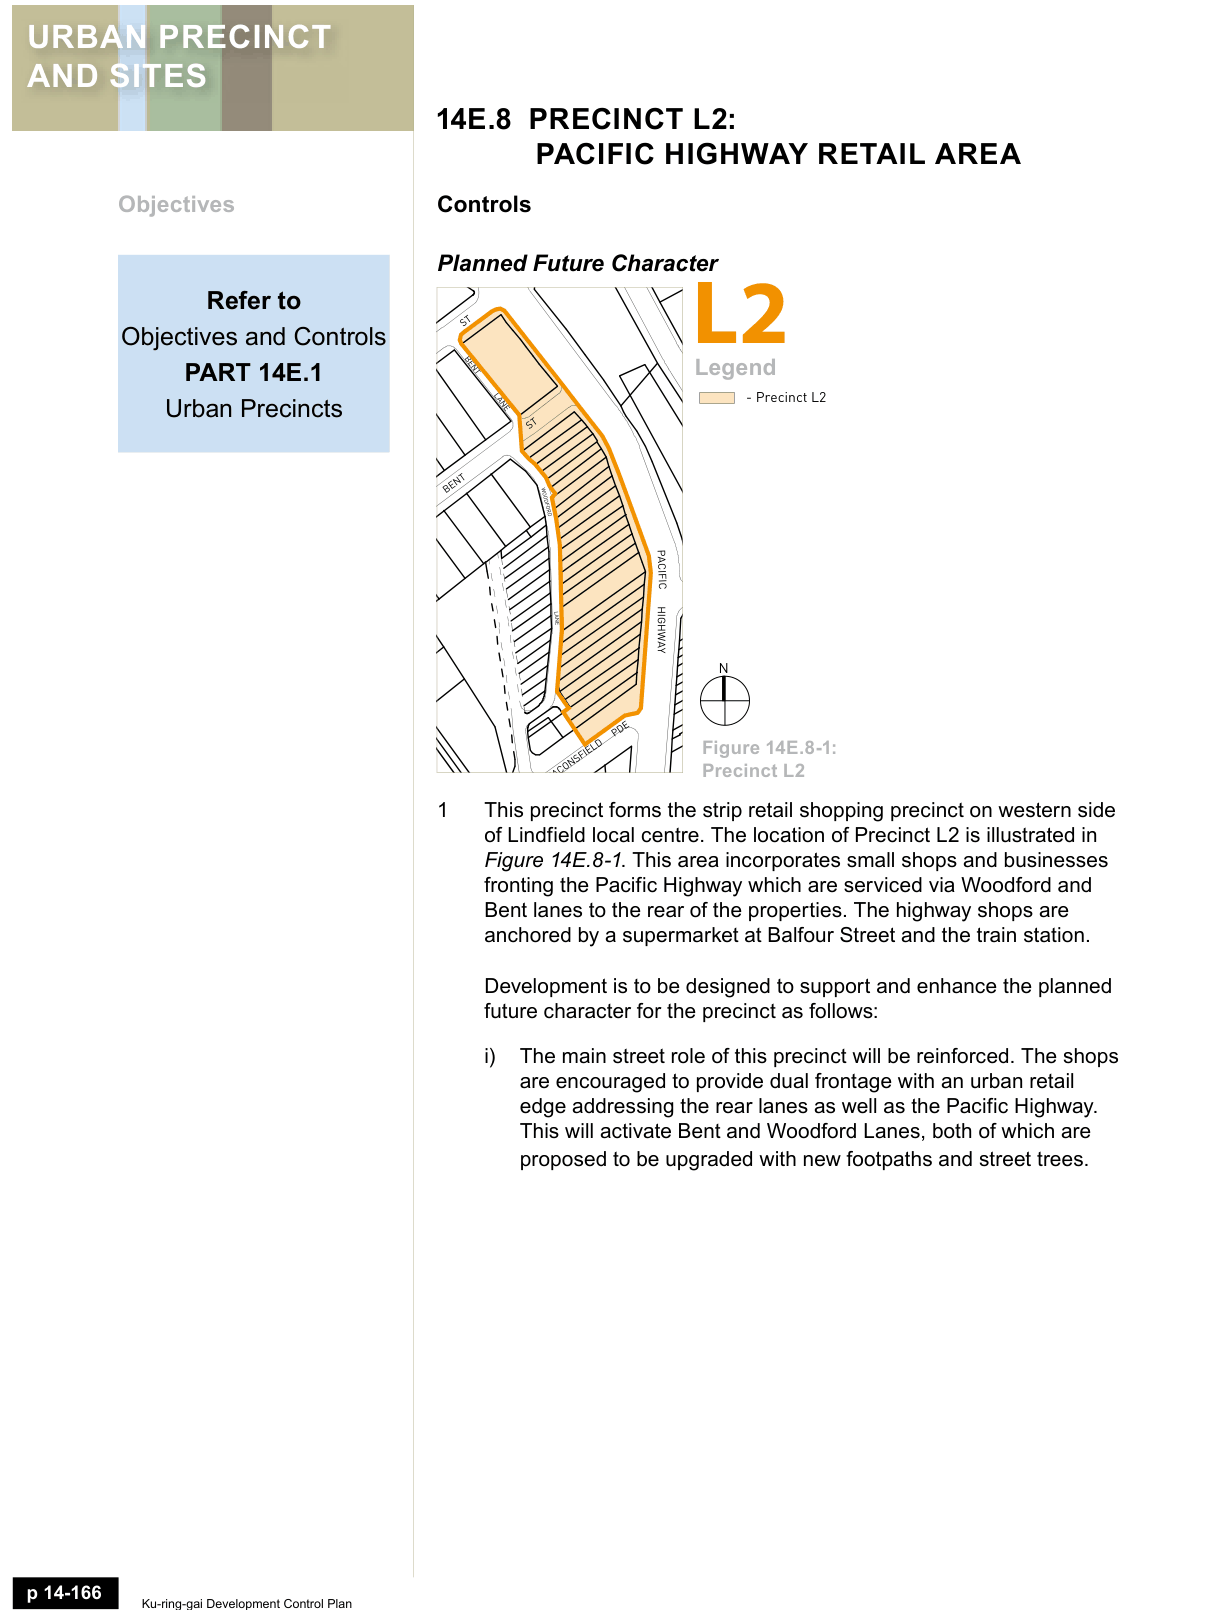 URBAN PRECINCT
AND SITES
14E.8 PRECINCT L2:
PACIFIC HIGHWAY RETAIL AREA
Objectives
Controls
Refer to
Objectives and Controls
PART 14E.1
Urban Precincts
Planned Future Character
ST
BENT
LANE
ST
BENT
WOODFORD
LANE
PACIFIC
HIGHWAY
ACONSFIELD PDE
L2
Legend
- Precinct L2
N
Figure 14E.8-1:
Precinct L2
1 This precinct forms the strip retail shopping precinct on western side
of Lindfield local centre. The location of Precinct L2 is illustrated in
Figure 14E.8-1. This area incorporates small shops and businesses
fronting the Pacific Highway which are serviced via Woodford and
Bent lanes to the rear of the properties. The highway shops are
anchored by a supermarket at Balfour Street and the train station.
Development is to be designed to support and enhance the planned
future character for the precinct as follows:
i) The main street role of this precinct will be reinforced. The shops
are encouraged to provide dual frontage with an urban retail
edge addressing the rear lanes as well as the Pacific Highway.
This will activate Bent and Woodford Lanes, both of which are
proposed to be upgraded with new footpaths and street trees.
p 14-166
Ku-ring-gai Development Control Plan